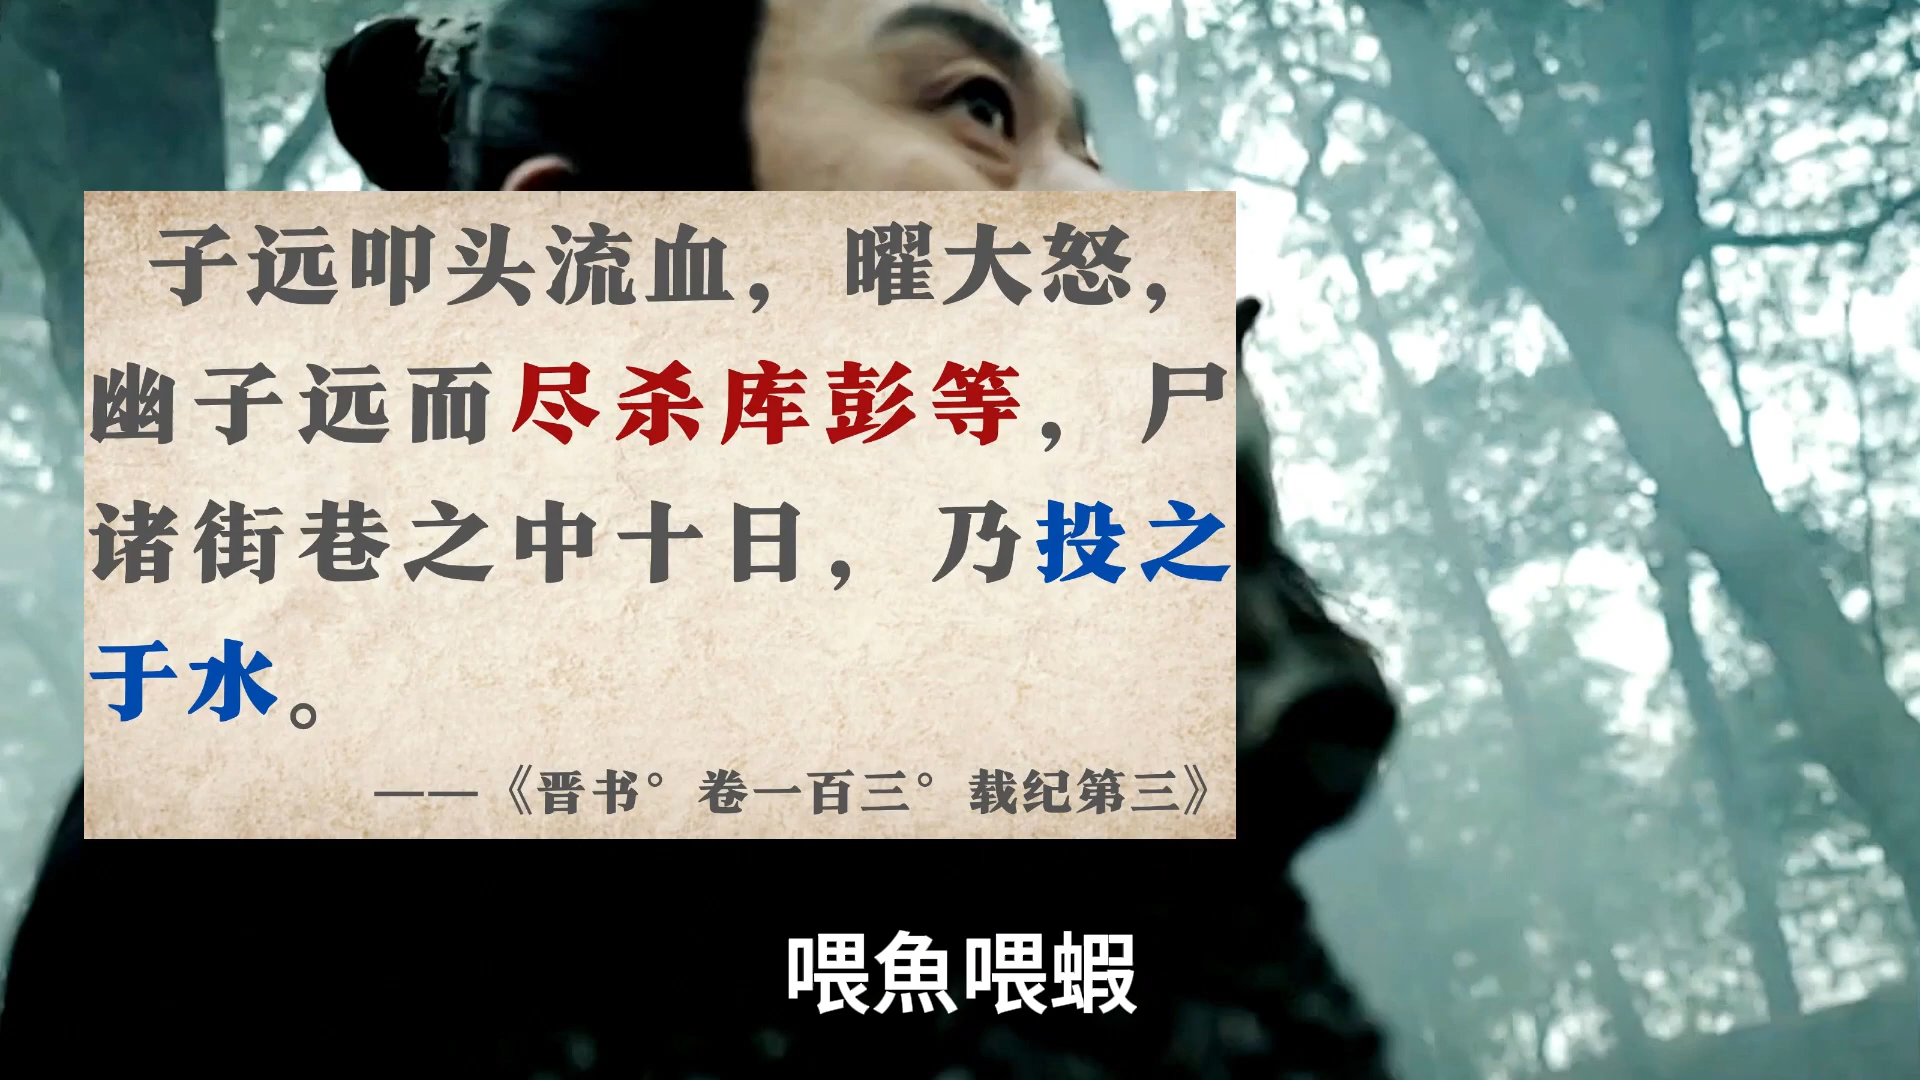 子远叩头流血，曜大怒，
幽子远而尽杀库彭等，尸
诸街巷之中十日，乃投之
于水。
——《晋书°卷一百三°载纪第三》
喂魚喂蝦